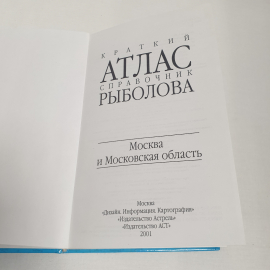 КРАТКИЙ
АТЛАС
СПРАВОЧНИК
РЫБОЛОВА
Москва
и Московская область
Москва
«Дизайн. Информация. Картография»
«Издательство Астрель»
«Издательство АСТ»
2001